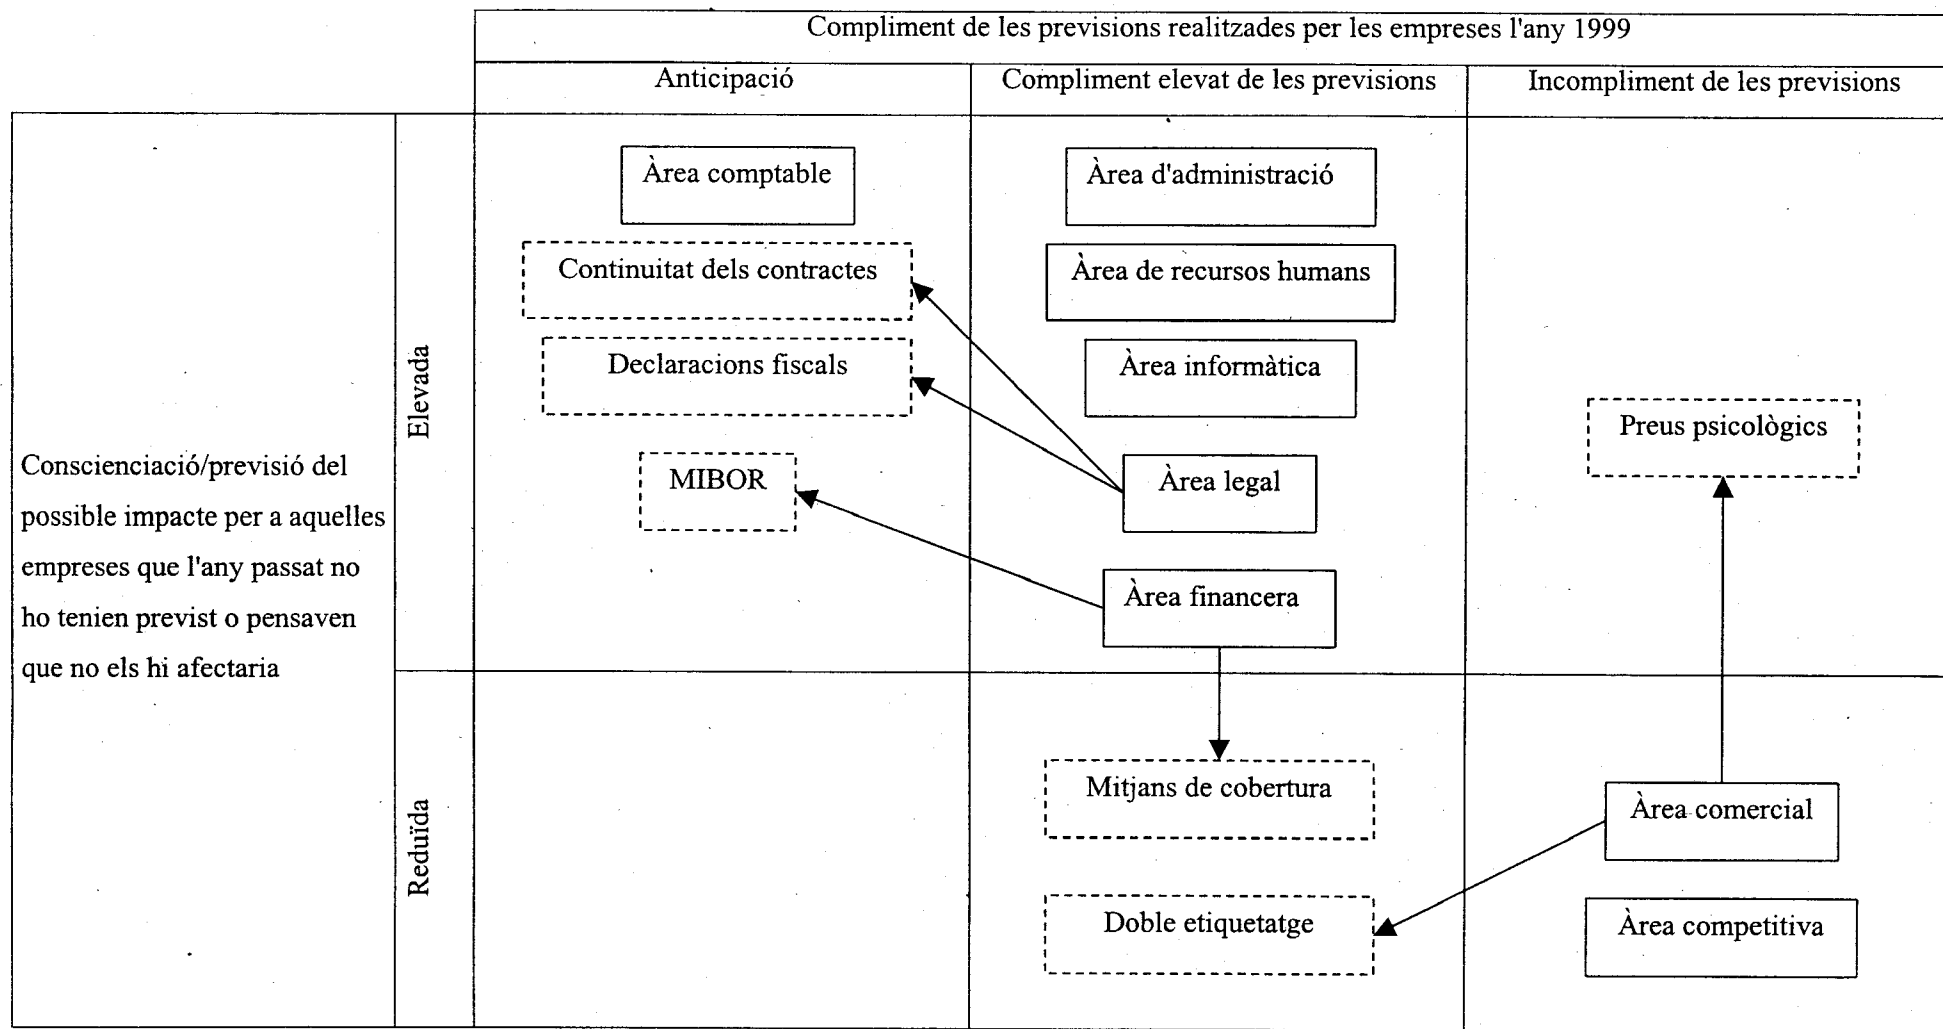 Compliment de les previsions realitzades per les empreses l'any 1999
Anticipació
Compliment elevat de les previsions
Incompliment de les previsions
Conscienciació/previsió del
possible impacte per a aquelles
empreses que l'any passat no
ho tenien previst o pensaven
que no els hi afectaria
Elevada
Àrea comptable
Àrea d'administració
Continuitat dels contractes
Àrea de recursos humans
Declaracions fiscals
Àrea informàtica
Preus psicològics
MIBOR
Àrea legal
Àrea financera
Reduïda
Mitjans de cobertura
Àrea comercial
Doble etiquetatge
Àrea competitiva